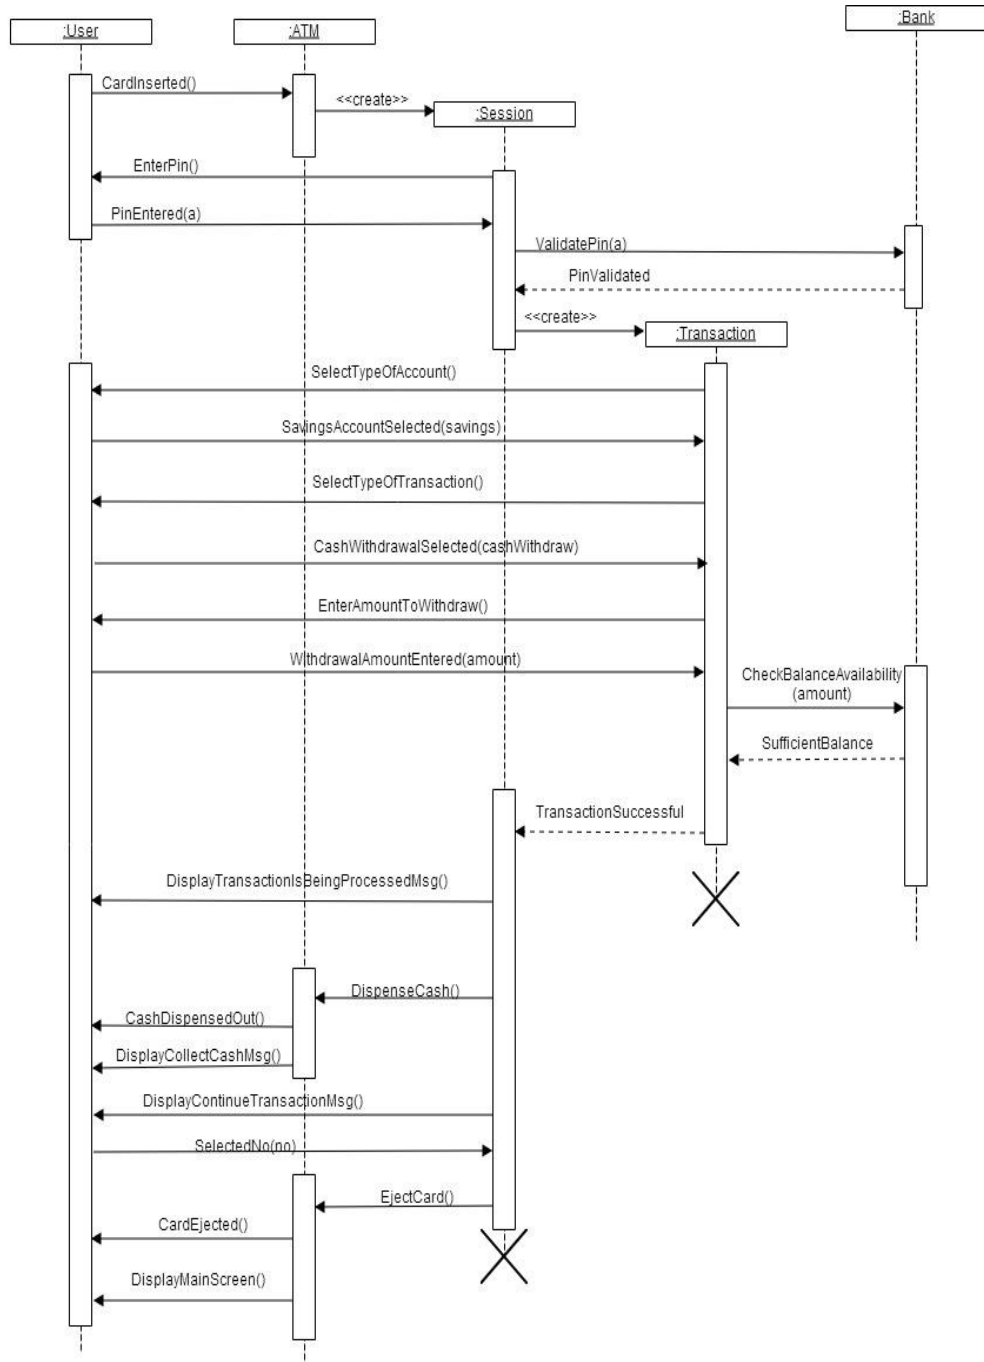 :User
:ATM
:Bank
CardInserted()
<<create>>
:Session
EnterPin()
PinEntered(a)
ValidatePin(a)
PinValidated
<<create>>
:Transaction
SelectTypeOfAccount()
SavingsAccountSelected(savings)
SelectTypeOfTransaction()
CashWithdrawalSelected(cashWithdraw)
EnterAmountToWithdraw()
WithdrawalAmountEntered(amount)
CheckBalanceAvailability
(amount)
SufficientBalance
TransactionSuccessful
DisplayTransactionIsBeingProcessedMsg()
DispenseCash()
CashDispensedOut()
DisplayCollectCashMsg()
DisplayContinueTransactionMsg()
SelectedNo(no)
EjectCard()
CardEjected()
DisplayMainScreen()